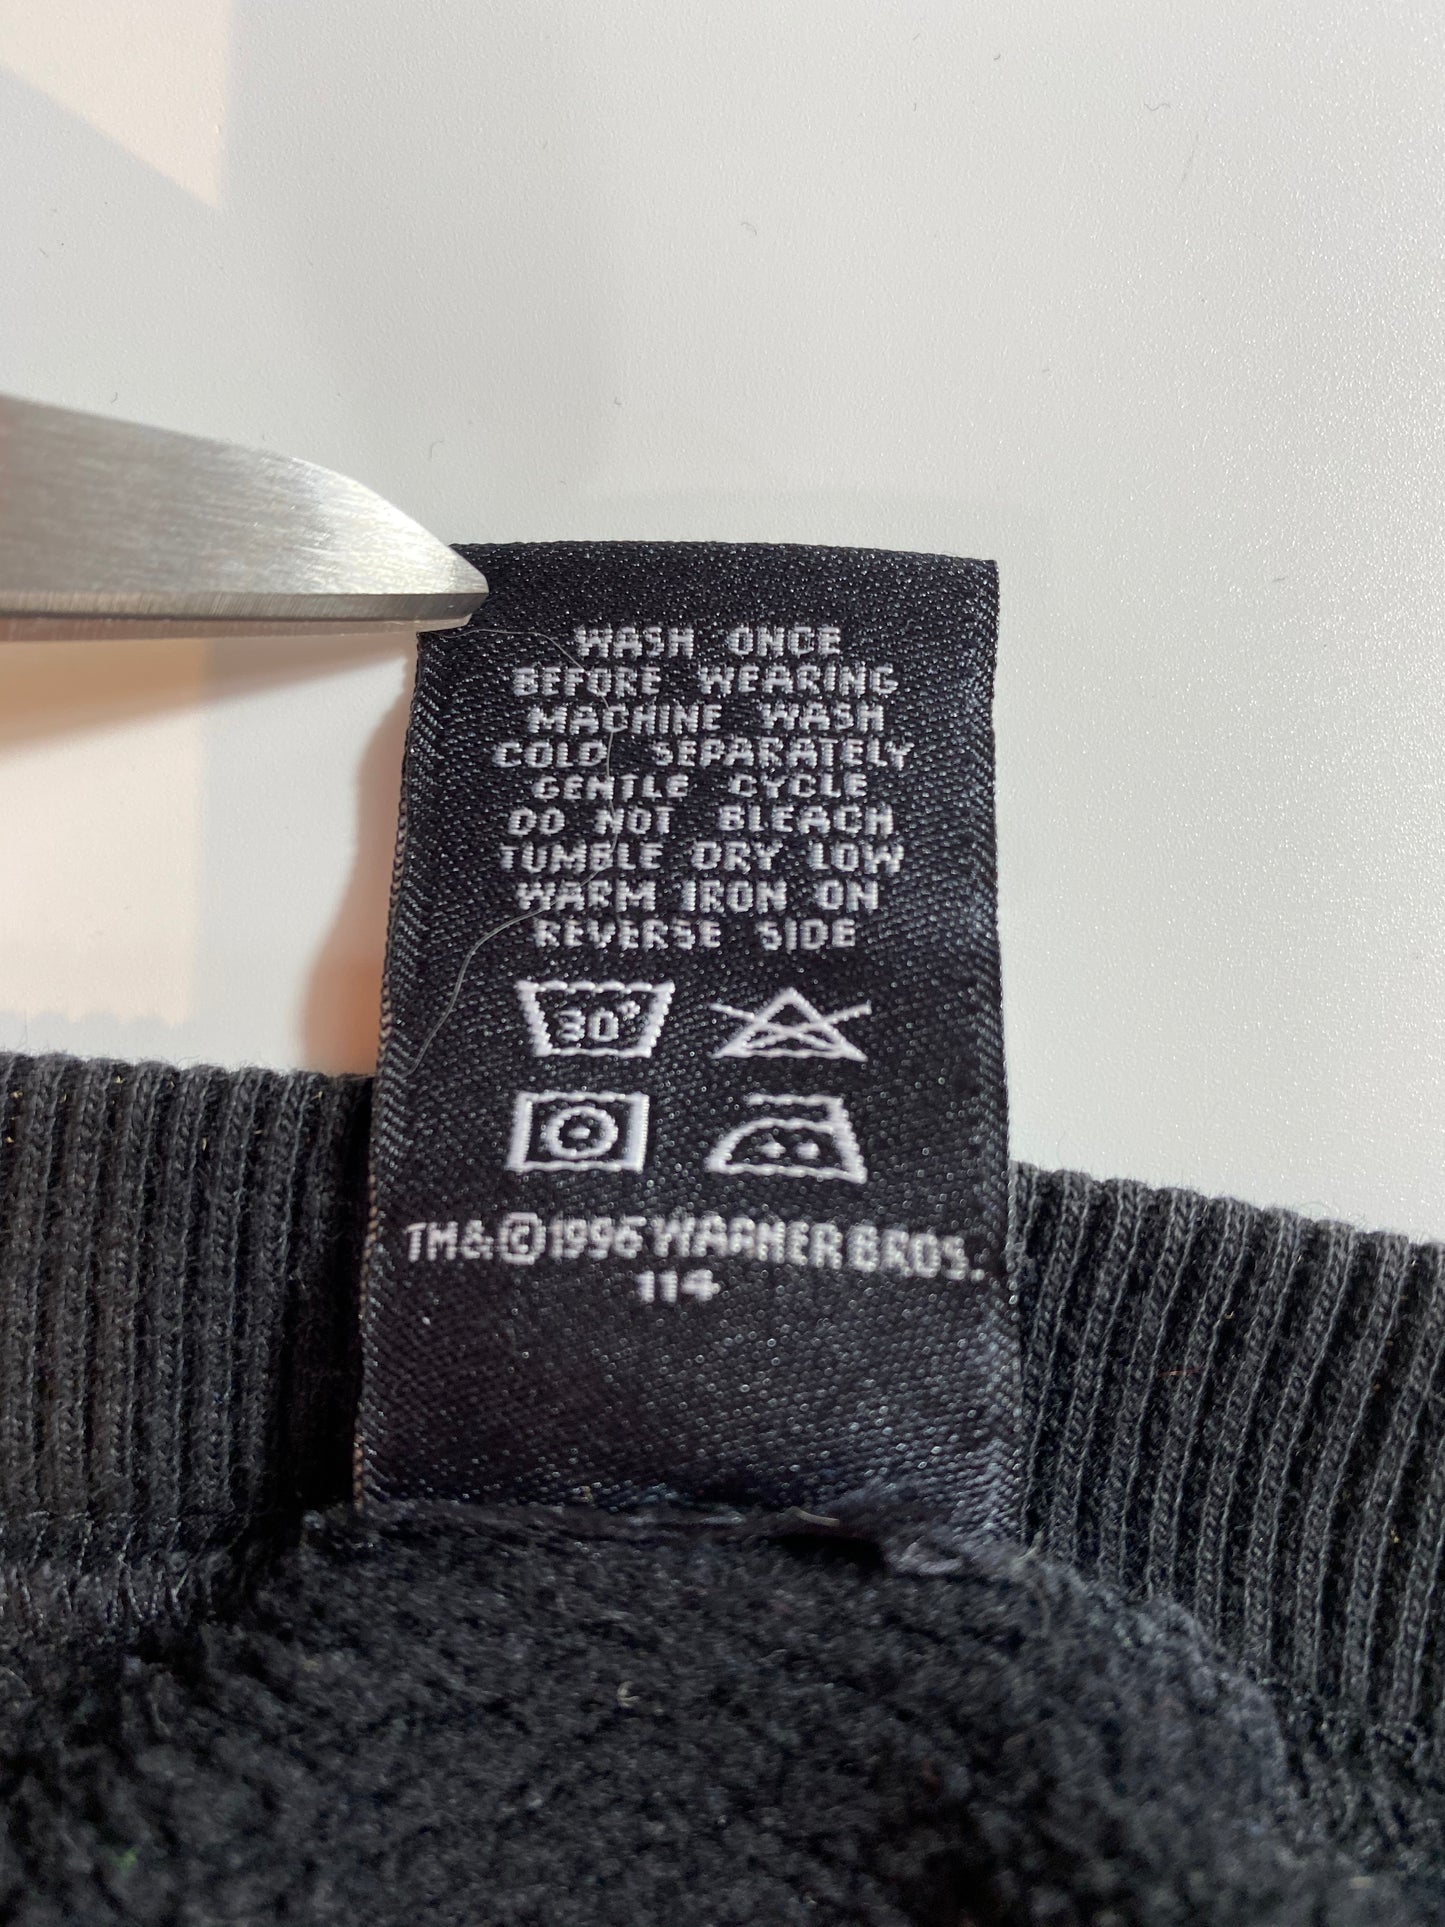 WASH ONCE
BEFORE WEARING
MACHINE WASH
COLD SEPARATELY
GENTLE CYCLE
DO NOT BLEACH
TUMBLE DRY LOW
WARM IRON ON
REVERSE SIDE
30°
TM&©1996 WARNER BROS.
114